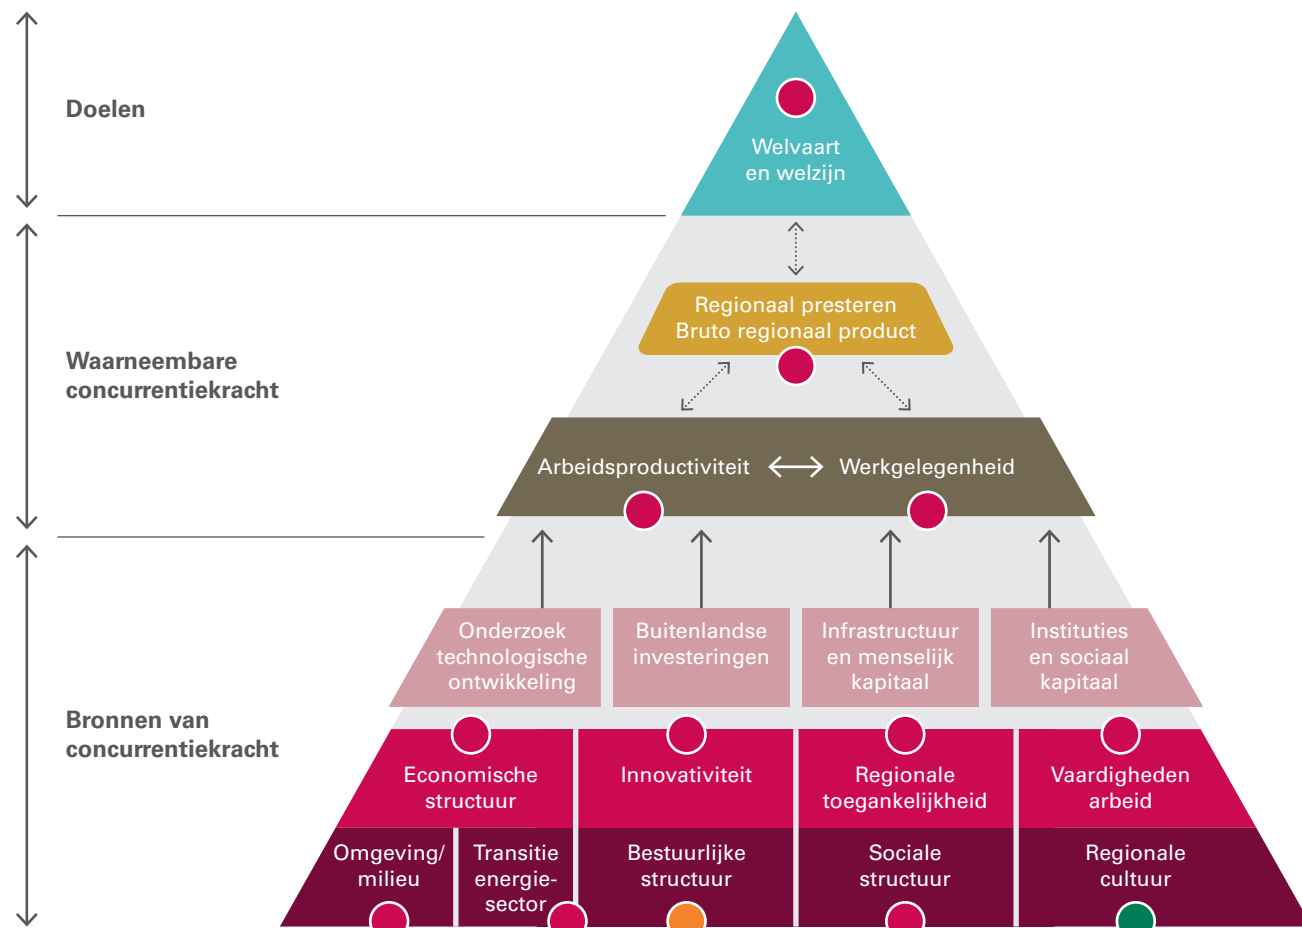 Doelen
Welvaart
en welzijn
Waarneembare
concurrentiekracht
Regionaal presteren
Bruto regionaal product
Arbeidsproductiviteit
Werkgelegenheid
Bronnen van
concurrentiekracht
Onderzoek
technologische
ontwikkeling
Buitenlandse
investeringen
Infrastructuur
en menselijk
kapitaal
Instituties
en sociaal
kapitaal
Economische
structuur
Innovativiteit
Regionale
toegankelijkheid
Vaardigheden
arbeid
Omgeving/
milieu
Transitie
energie-
sector
Bestuurlijke
structuur
Sociale
structuur
Regionale
cultuur